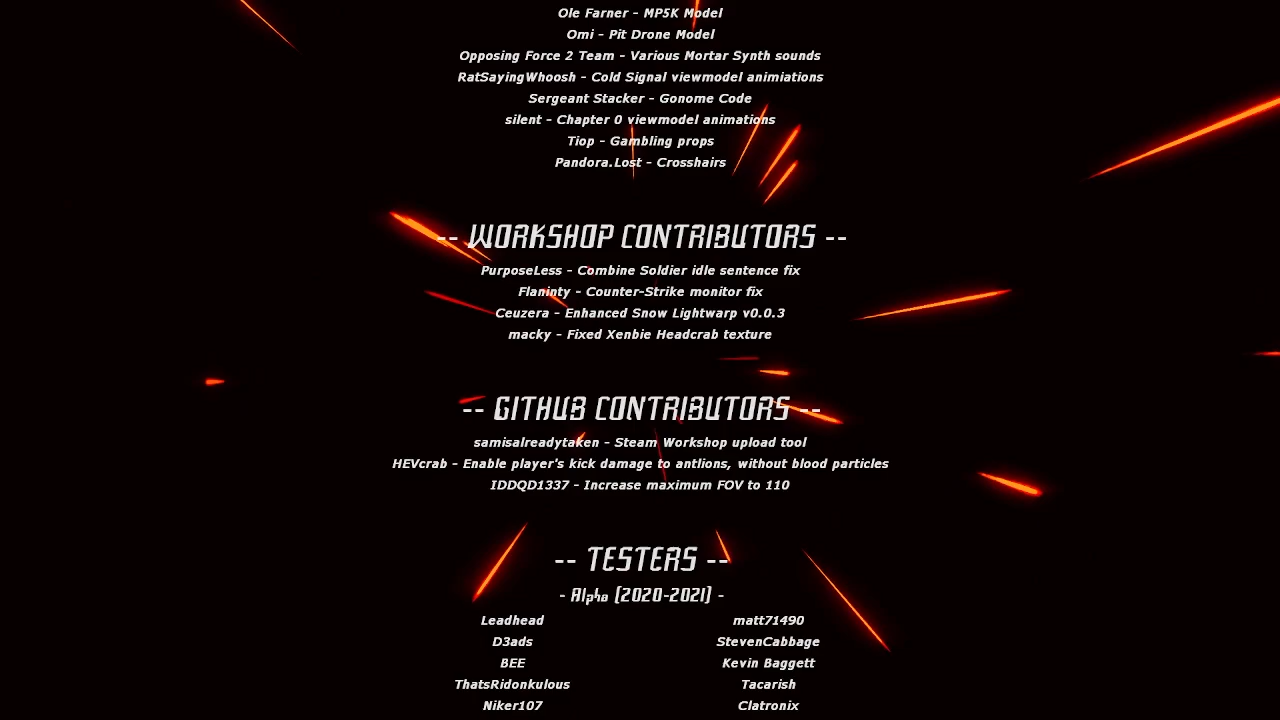 Ole Farner - MP5K Model
Omi - Pit Drone Model
Opposing Force 2 Team - Various Mortar Synth sounds
RatSayingWhoosh - Cold Signal viewmodel animiations
Sergeant Stacker - Gonome Code
silent - Chapter 0 viewmodel animations
Tiop - Gambling props
Pandora.Lost - Crosshairs
-- WORKSHOP CONTRIBUTORS --
PurposeLess - Combine Soldier idle sentence fix
Flaninty - Counter-Strike monitor fix
Ceuzera - Enhanced Snow Lightwarp v0.0.3
macky - Fixed Xenbie Headcrab texture
-- GITHUB CONTRIBUTORS --
samisalreadytaken - Steam Workshop upload tool
HEVcrab - Enable player's kick damage to antlions, without blood particles
IDDQD1337 - Increase maximum FOV to 110
-- TESTERS --
- Alpha [2020-2021] -
Leadhead matt71490
D3ads StevenCabbage
BEE Kevin Baggett
ThatsRidonkulous Tacarish
Niker107 Clatronix